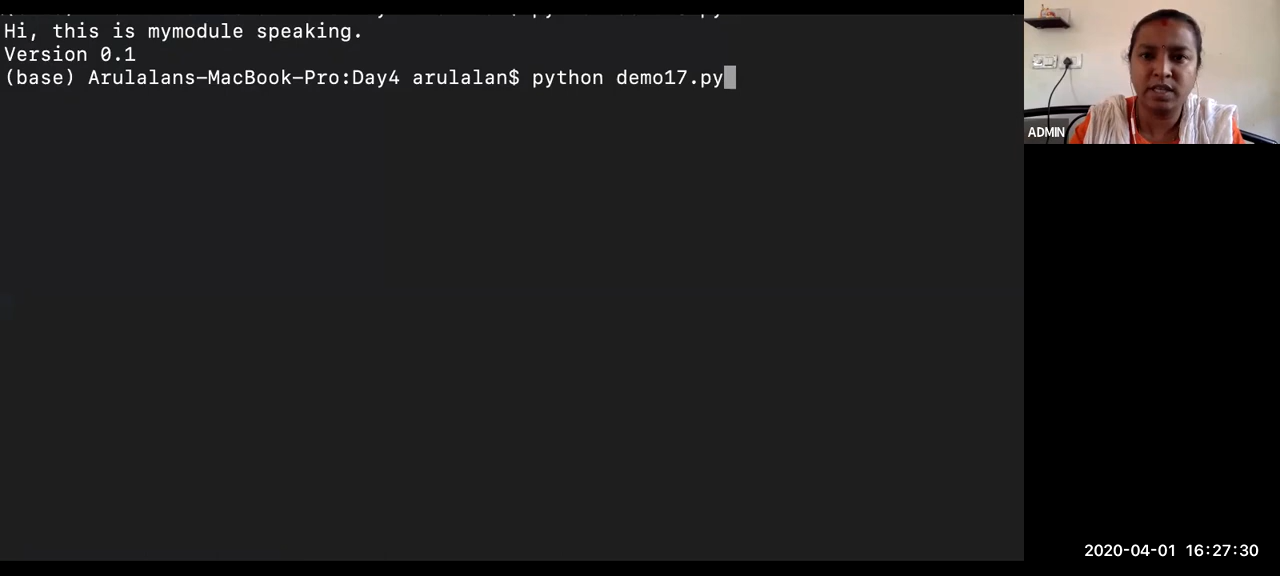 Hi, this is mymodule speaking.
Version 0.1
(base) Arulalans-MacBook-Pro:Day4 arulalan$ python demo17.py
ADMIN
2020-04-01 16:27:30